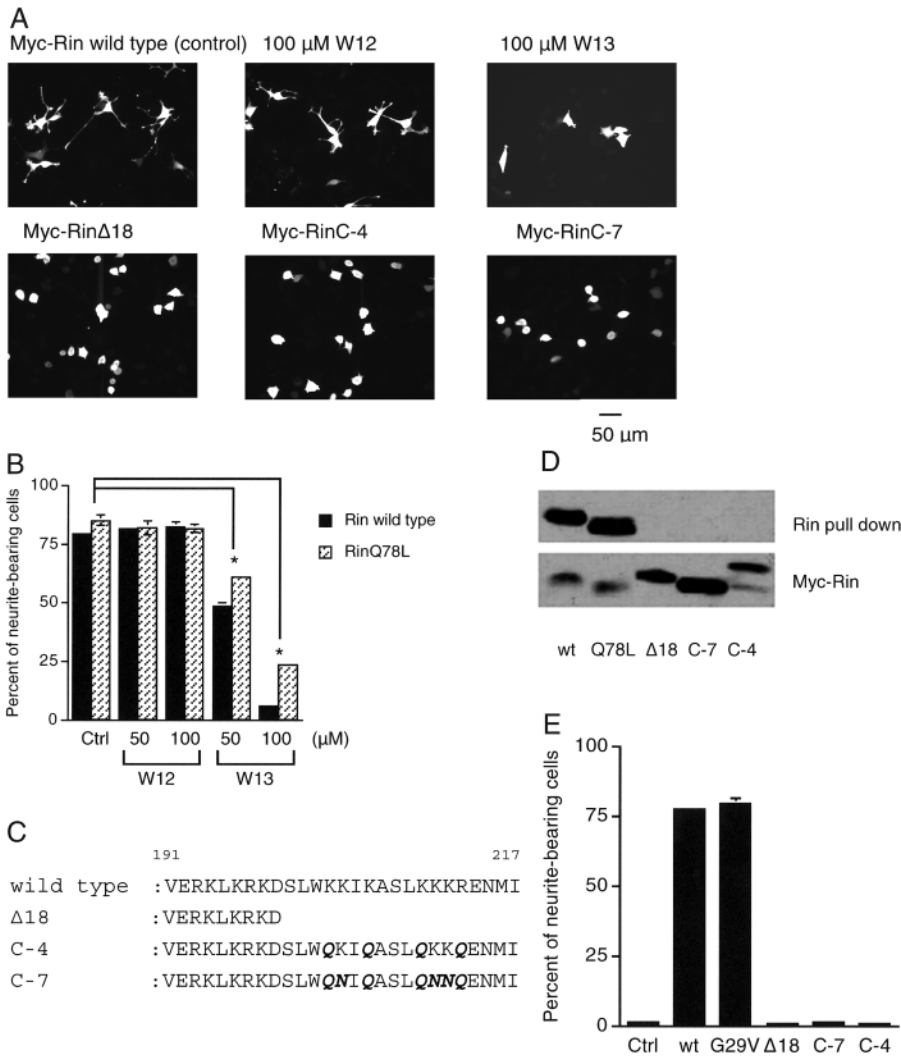 A
Myc-Rin wild type (control)
100 μM W12
100 μM W13
Myc-RinΔ18
Myc-RinC-4
Myc-RinC-7
50 μm
B
Percent of neurite-bearing cells
100
75
50
25
0
*
*
Rin wild type
RinQ78L
Ctrl 50 100 50 100 (μM)
W12 W13
C
191 217
wild type :VERKLKRKDSLWKKIKASLKKKRENMI
Δ18 :VERKLKRKD
C-4 :VERKLKRKDSLWQKIQASLQKKQENMI
C-7 :VERKLKRKDSLWQNIQASLQNNQENMI
D
Rin pull down
Myc-Rin
wt Q78L Δ18 C-7 C-4
E
Percent of neurite-bearing cells
100
75
50
25
0
Ctrl wt G29V Δ18 C-7 C-4